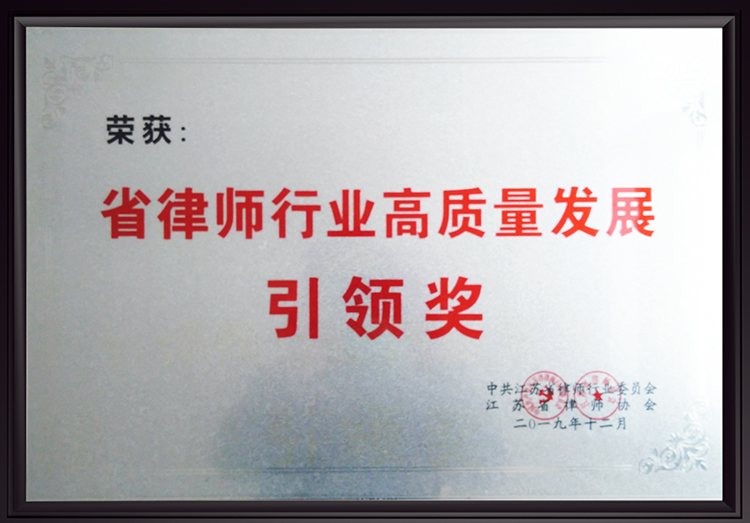 荣获：
省律师行业高质量发展
引领奖
中共江苏省律师行业委员会
江苏省律师协会
二〇一九年十二月